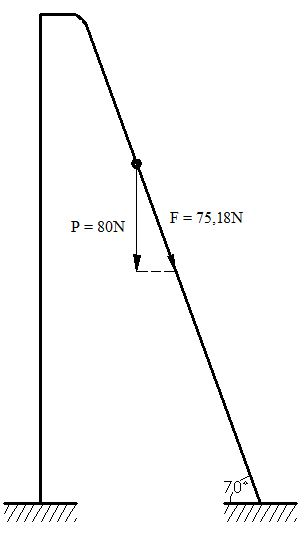 P = 80N
F = 75,18N
70°